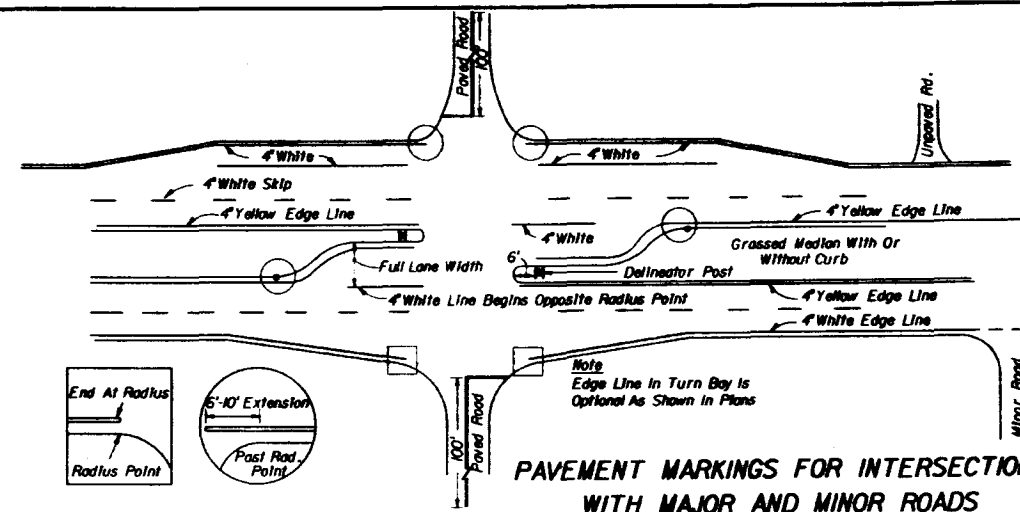 Paved Road
100'
Unpaved Rd.
4" White
4" White
4" White Skip
4" Yellow Edge Line
4" Yellow Edge Line
4" White
Grassed Median With Or
Without Curb
6'
Full Lane Width
Delineator Post
4" White Line Begins Opposite Radius Point
4" Yellow Edge Line
4" White Edge Line
Note
Edge Line In Turn Bay Is
Optional As Shown In Plans
End At Radius
Radius Point
6'-10' Extension
Past Rad.
Point
100'
Paved Road
Minor Road
PAVEMENT MARKINGS FOR INTERSECTION
WITH MAJOR AND MINOR ROADS